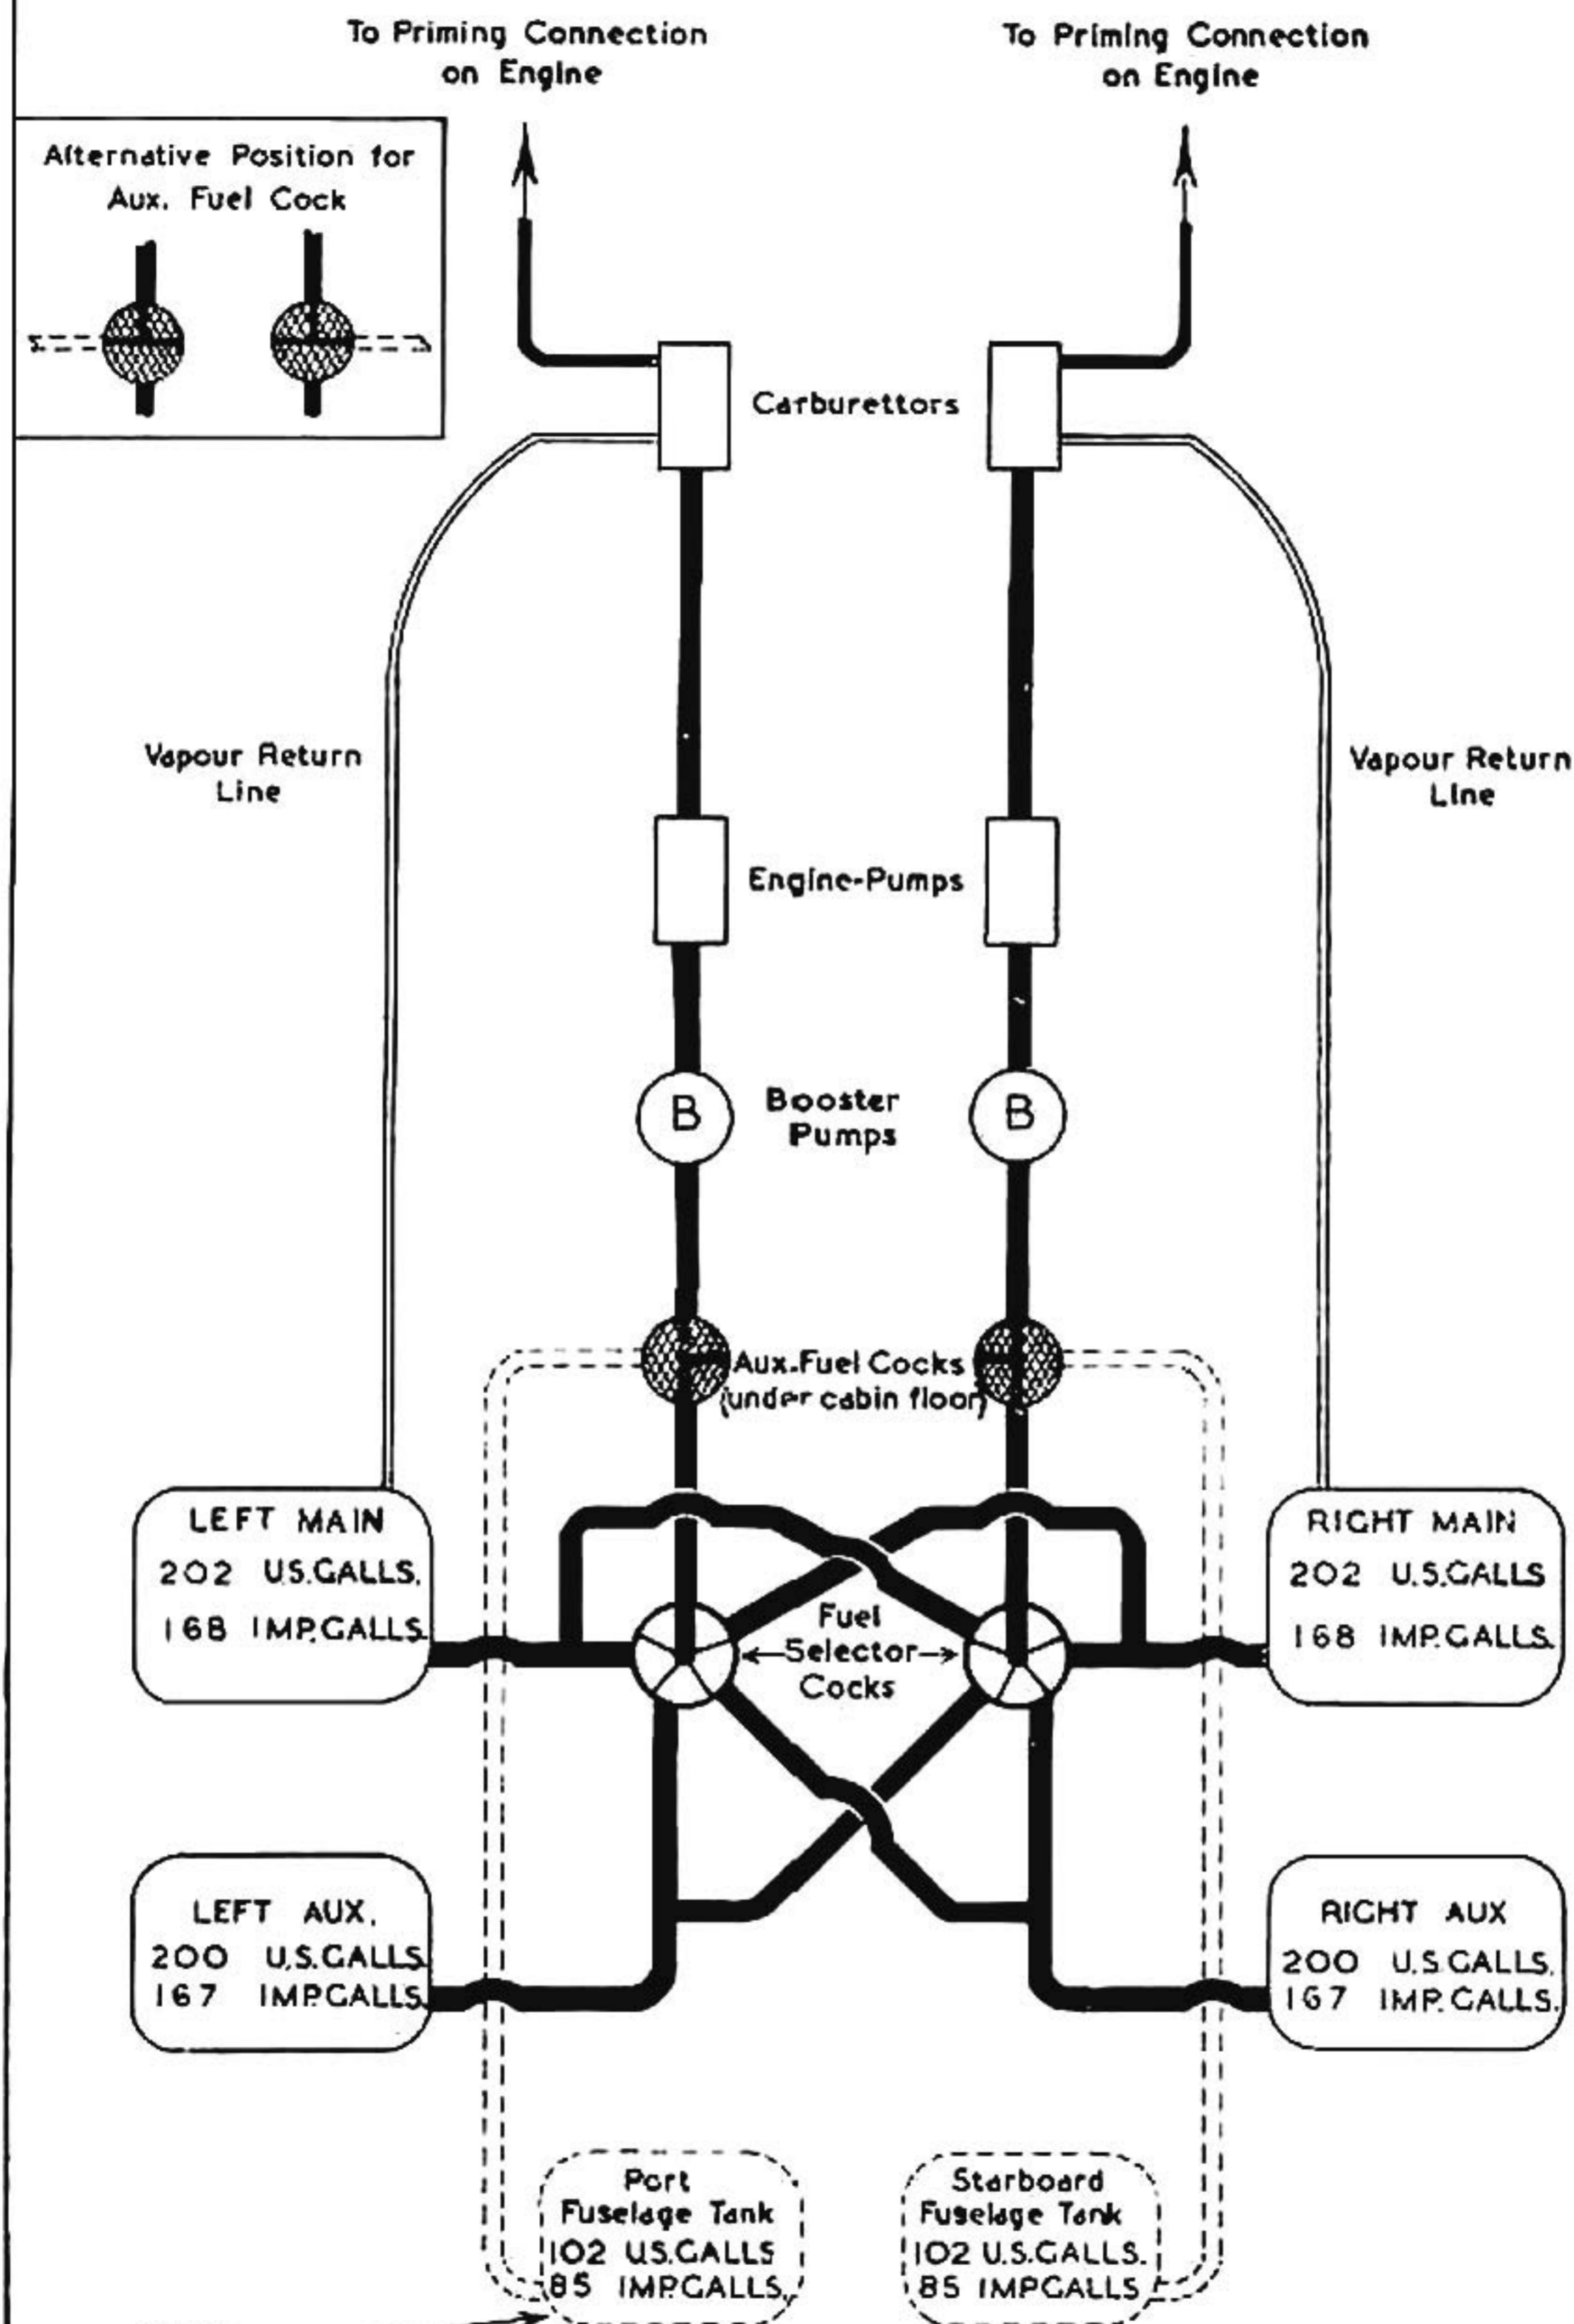 To Priming Connection
on Engine
To Priming Connection
on Engine
Alternative Position for
Aux. Fuel Cock
Carburettors
Vapour Return
Line
Vapour Return
Line
Engine-Pumps
B
Booster
Pumps
B
Aux.Fuel Cocks
(under cabin floor)
LEFT MAIN
202 U.S.GALLS.
168 IMP.GALLS.
RIGHT MAIN
202 U.S.GALLS
168 IMP.GALLS.
Fuel
Selector
Cocks
LEFT AUX.
200 U.S.GALLS.
167 IMP.GALLS.
RIGHT AUX
200 U.S.GALLS.
167 IMP.GALLS.
Port
Fuselage Tank
102 U.S.GALLS
85 IMP.GALLS.
Starboard
Fuselage Tank
102 U.S.GALLS.
85 IMP.GALLS